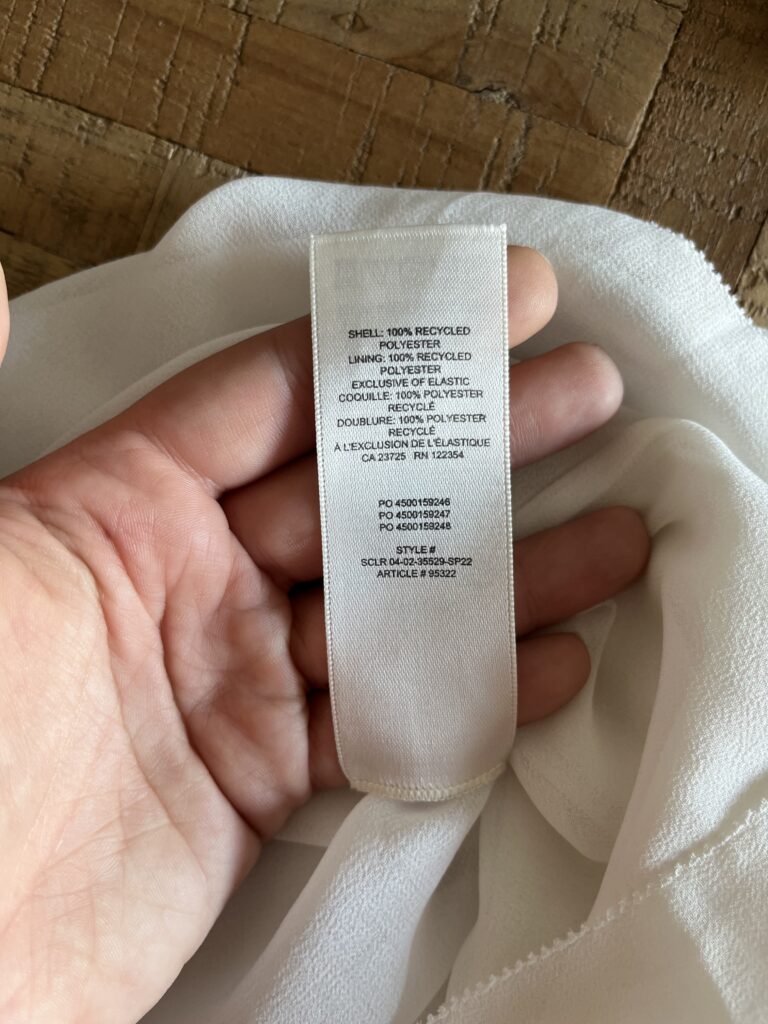 SHELL: 100% RECYCLED
POLYESTER
LINING: 100% RECYCLED
POLYESTER
EXCLUSIVE OF ELASTIC
COQUILLE: 100% POLYESTER
RECYCLÉ
DOUBLURE: 100% POLYESTER
RECYCLÉ
À L'EXCLUSION DE L'ÉLASTIQUE
CA 23725 RN 122354
PO 4500159246
PO 4500159247
PO 4500159248
STYLE #
SCLR 04-02-35529-SP22
ARTICLE # 95322